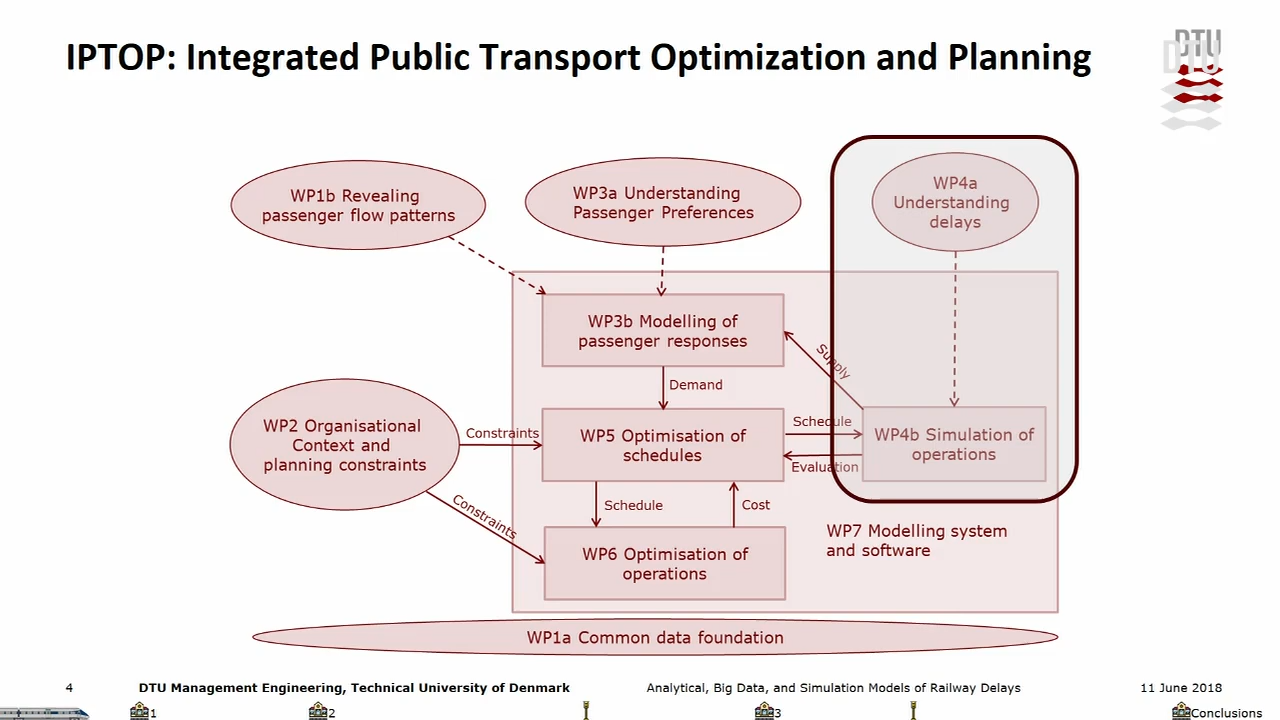 IPTOP: Integrated Public Transport Optimization and Planning
DTU
WP1b Revealing
passenger flow patterns
WP3a Understanding
Passenger Preferences
WP4a
Understanding
delays
WP3b Modelling of
passenger responses
Supply
Demand
WP2 Organisational
Context and
planning constraints
Constraints
WP5 Optimisation of
schedules
Schedule
Evaluation
WP4b Simulation of
operations
Constraints
Schedule
Cost
WP6 Optimisation of
operations
WP7 Modelling system
and software
WP1a Common data foundation
4
DTU Management Engineering, Technical University of Denmark
Analytical, Big Data, and Simulation Models of Railway Delays
11 June 2018
1
2
3
Conclusions